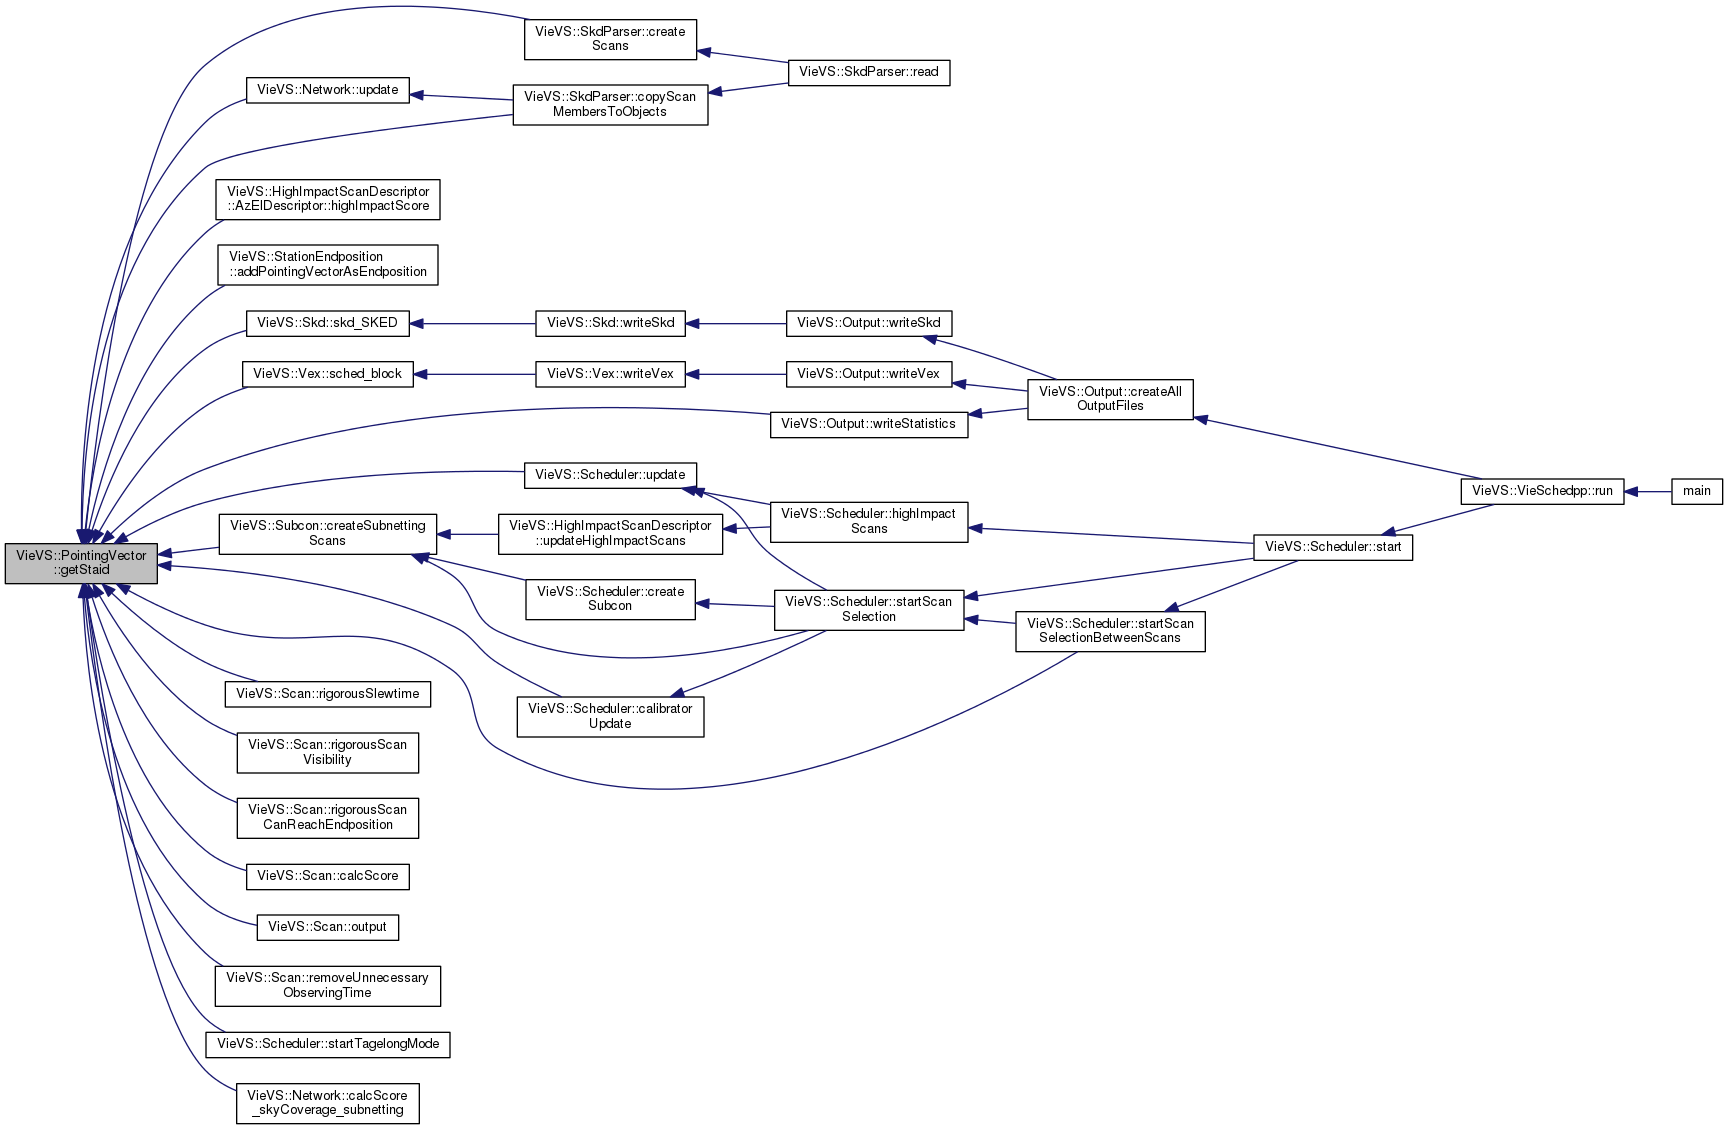 VieVS::SkdParser::create
Scans
VieVS::SkdParser::read
VieVS::Network::update
VieVS::SkdParser::copyScan
MembersToObjects
VieVS::HighImpactScanDescriptor
::AzElDescriptor::highImpactScore
VieVS::StationEndposition
::addPointingVectorAsEndposition
VieVS::Skd::skd_SKED
VieVS::Skd::writeSkd
VieVS::Output::writeSkd
VieVS::Vex::sched_block
VieVS::Vex::writeVex
VieVS::Output::writeVex
VieVS::Output::createAll
OutputFiles
VieVS::Output::writeStatistics
VieVS::Scheduler::update
VieVS::VieSchedpp::run
main
VieVS::Scheduler::highImpact
Scans
VieVS::Subcon::createSubnetting
Scans
VieVS::HighImpactScanDescriptor
::updateHighImpactScans
VieVS::Scheduler::start
VieVS::PointingVector
::getStaid
VieVS::Scheduler::create
Subcon
VieVS::Scheduler::startScan
Selection
VieVS::Scheduler::startScan
SelectionBetweenScans
VieVS::Scan::rigorousSlewtime
VieVS::Scheduler::calibrator
Update
VieVS::Scan::rigorousScan
Visibility
VieVS::Scan::rigorousScan
CanReachEndposition
VieVS::Scan::calcScore
VieVS::Scan::output
VieVS::Scan::removeUnnecessary
ObservingTime
VieVS::Scheduler::startTagelongMode
VieVS::Network::calcScore
_skyCoverage_subnetting